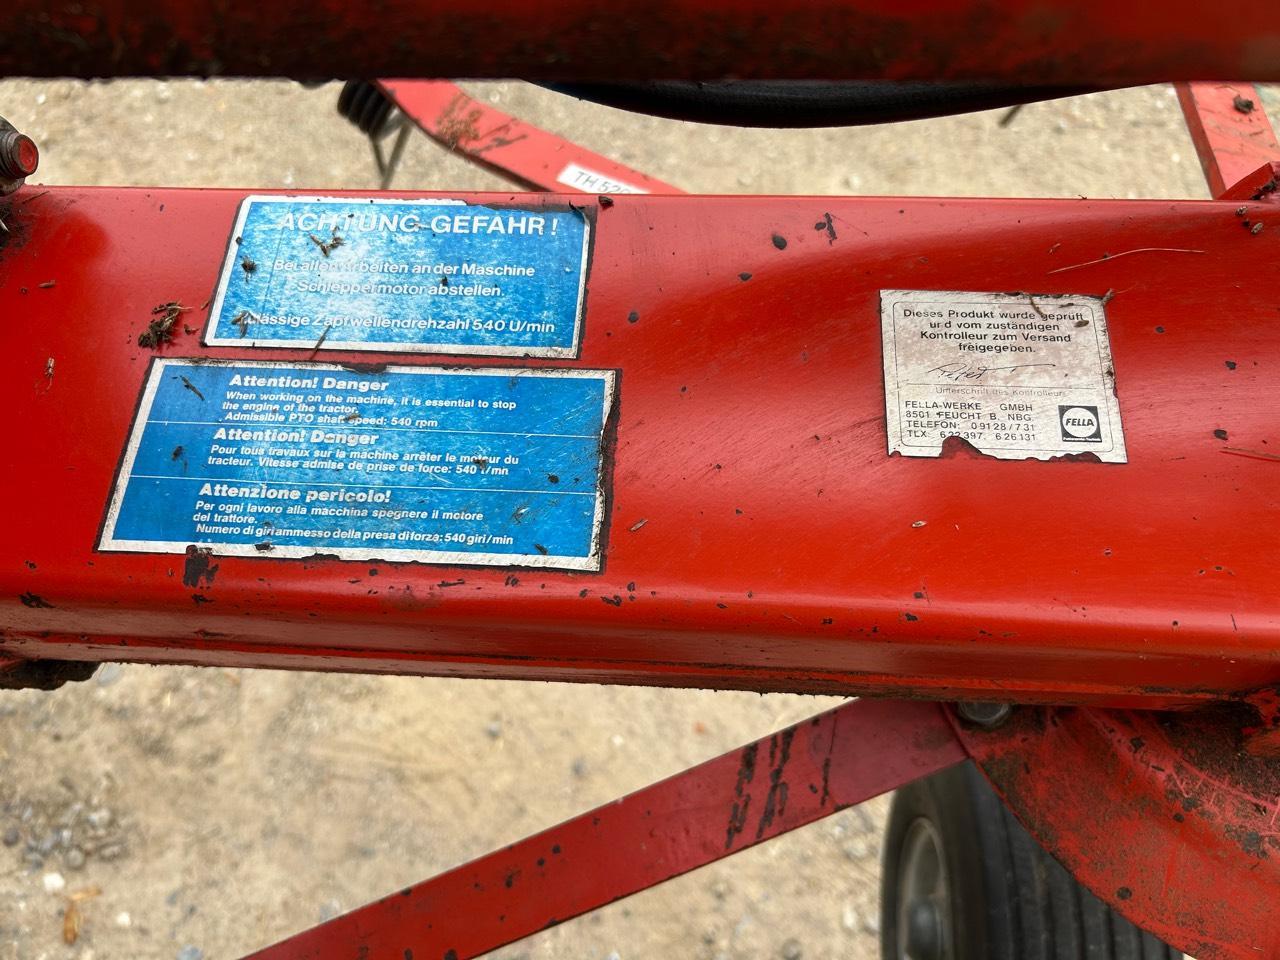 TH 520
ACHTUNG GEFAHR!
Bei allen Arbeiten an der Maschine
Schleppermotor abstellen.
Zulässige Zapfwellendrehzahl 540 U/min
Attention! Danger
When working on the machine, it is essential to stop
the engine of the tractor.
Admissible PTO shaft speed: 540 rpm
Attention! Danger
Pour tous travaux sur la machine arrêter le moteur du
tracteur. Vitesse admise de prise de force: 540 t/mn
Attenzione pericolo!
Per ogni lavoro alla macchina spegnere il motore
del trattore.
Numero di giri ammesso della presa di forza: 540 giri/min
Dieses Produkt wurde geprüft
und vom zuständigen
Kontrolleur zum Versand
freigegeben.
Unterschrift des Kontrolleurs
FELLA-WERKE GMBH
8501 FEUCHT B. NBG.
TELEFON: 09128/731
TLX: 622397, 626131
FELLA